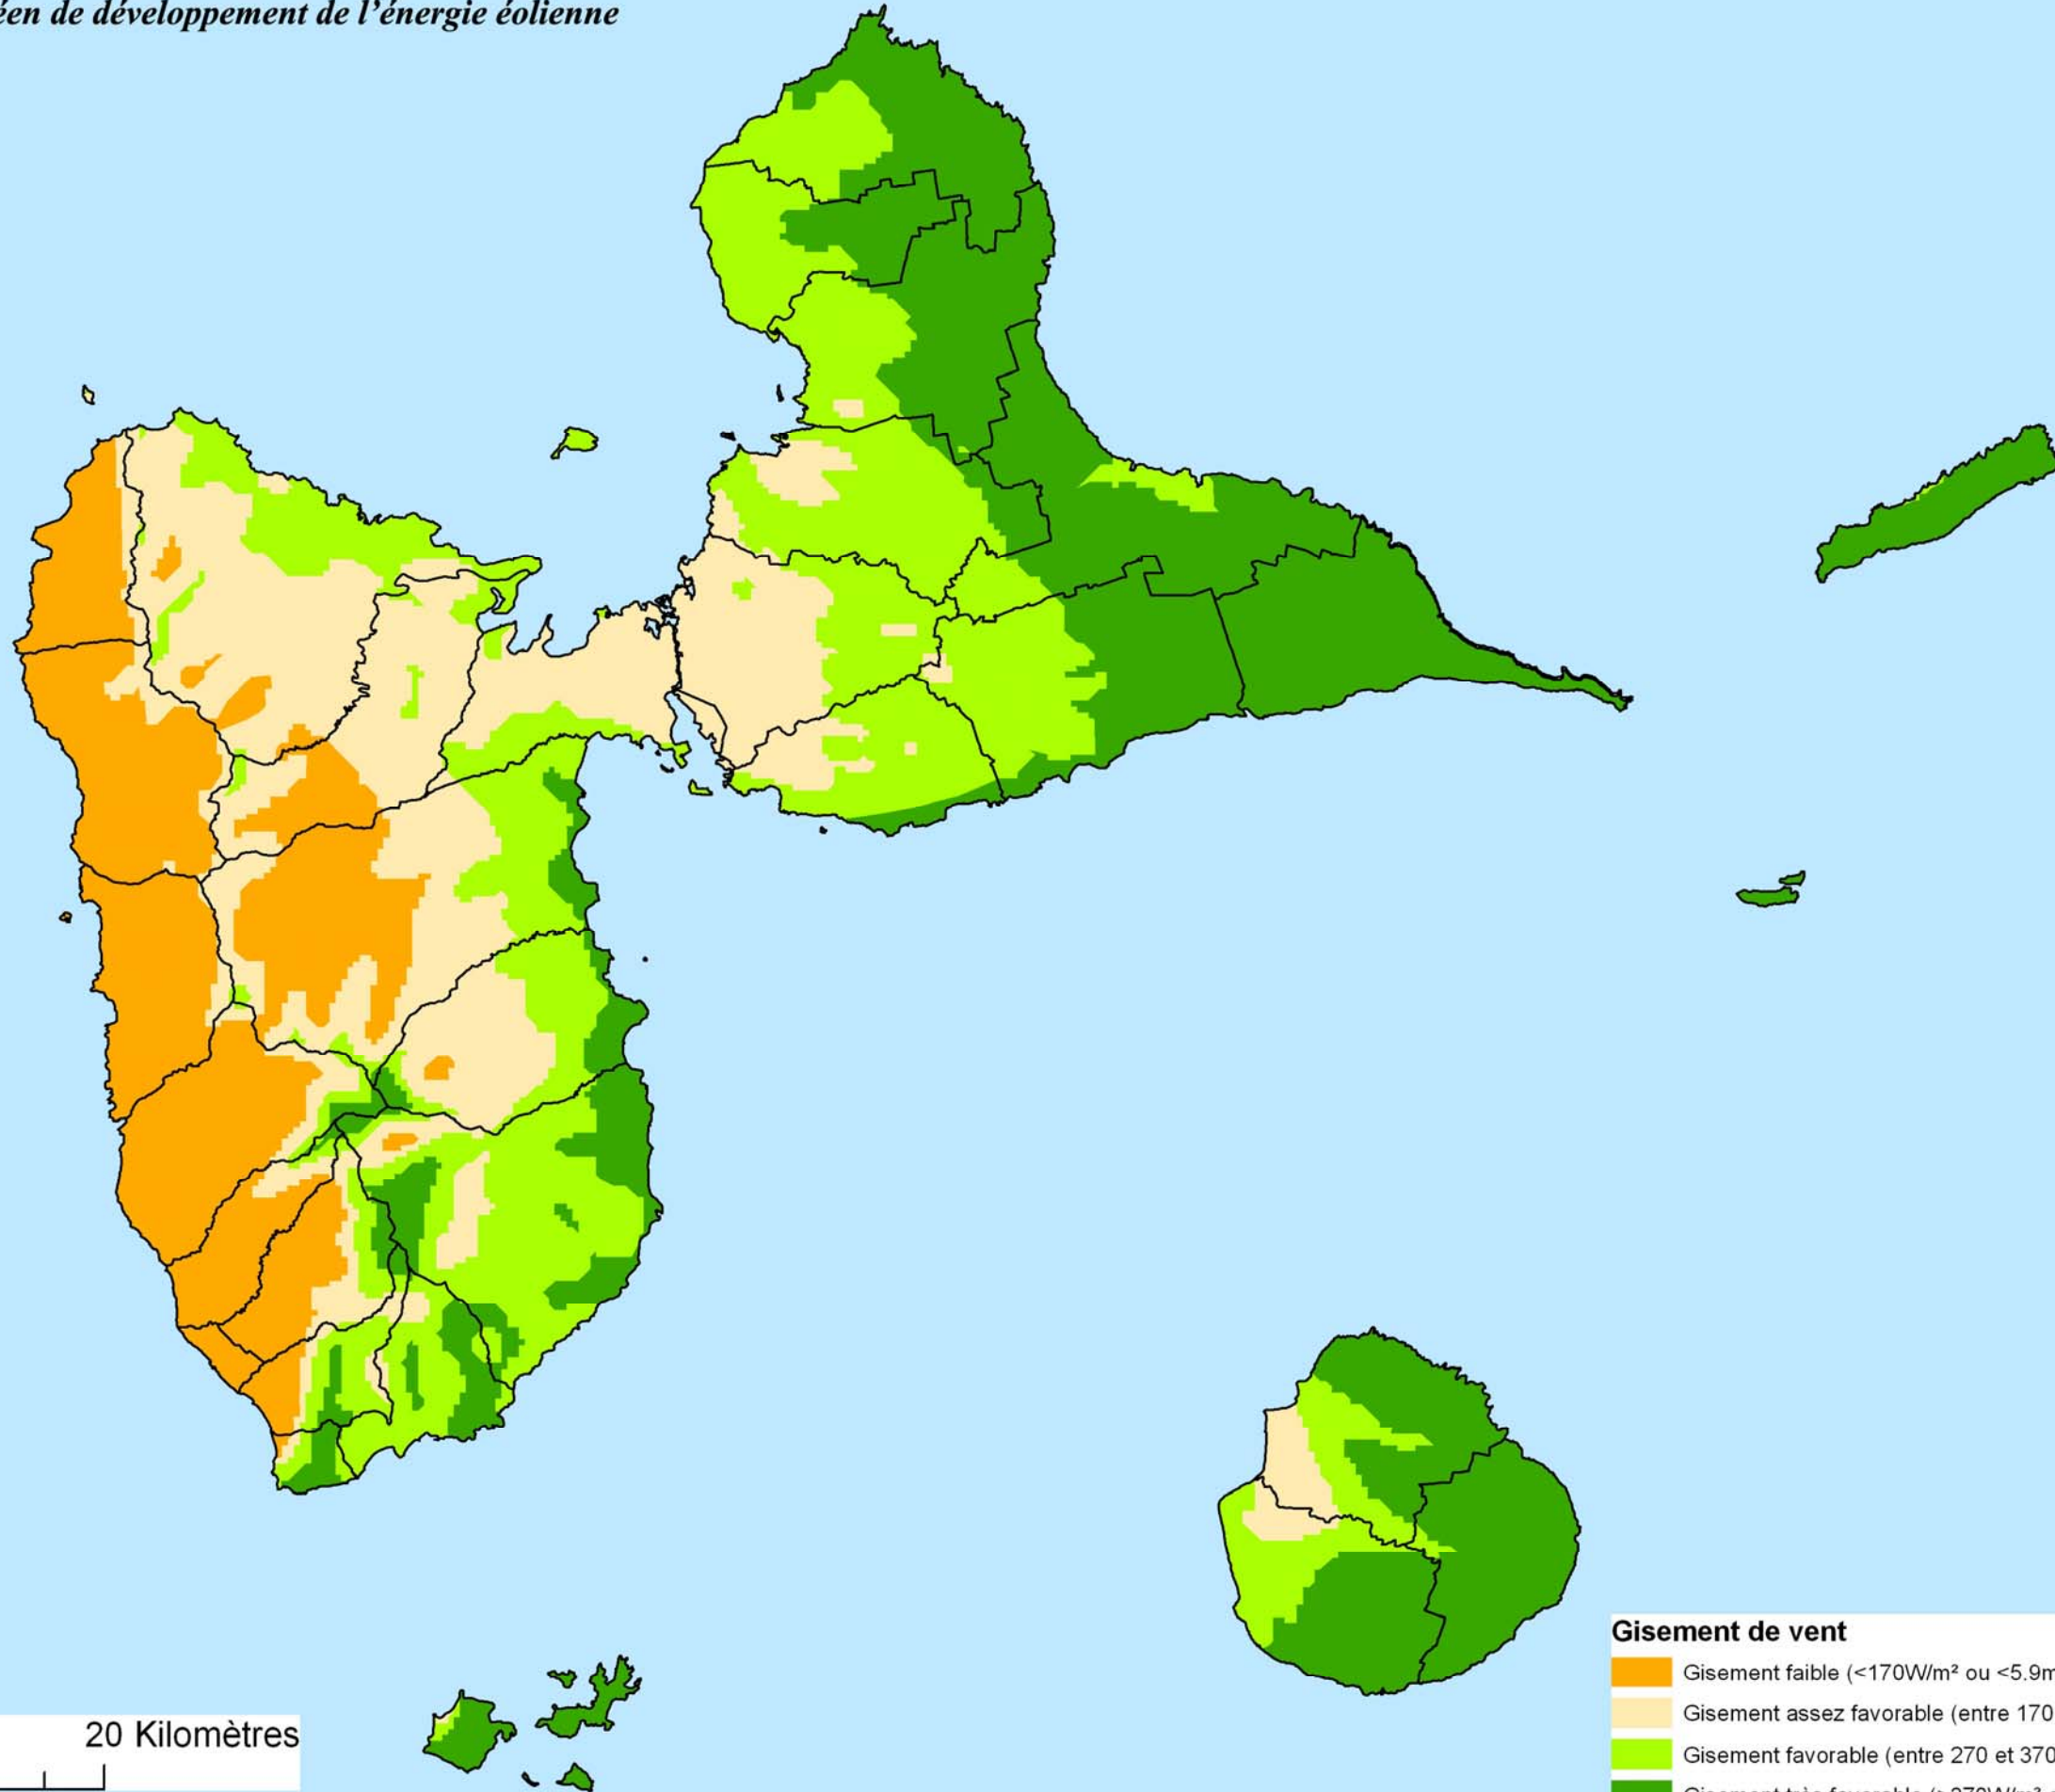 éen de développement de l’énergie éolienne
Gisement de vent
Gisement faible (<170W/m² ou <5.9m
Gisement assez favorable (entre 170
Gisement favorable (entre 270 et 370
20 Kilomètres